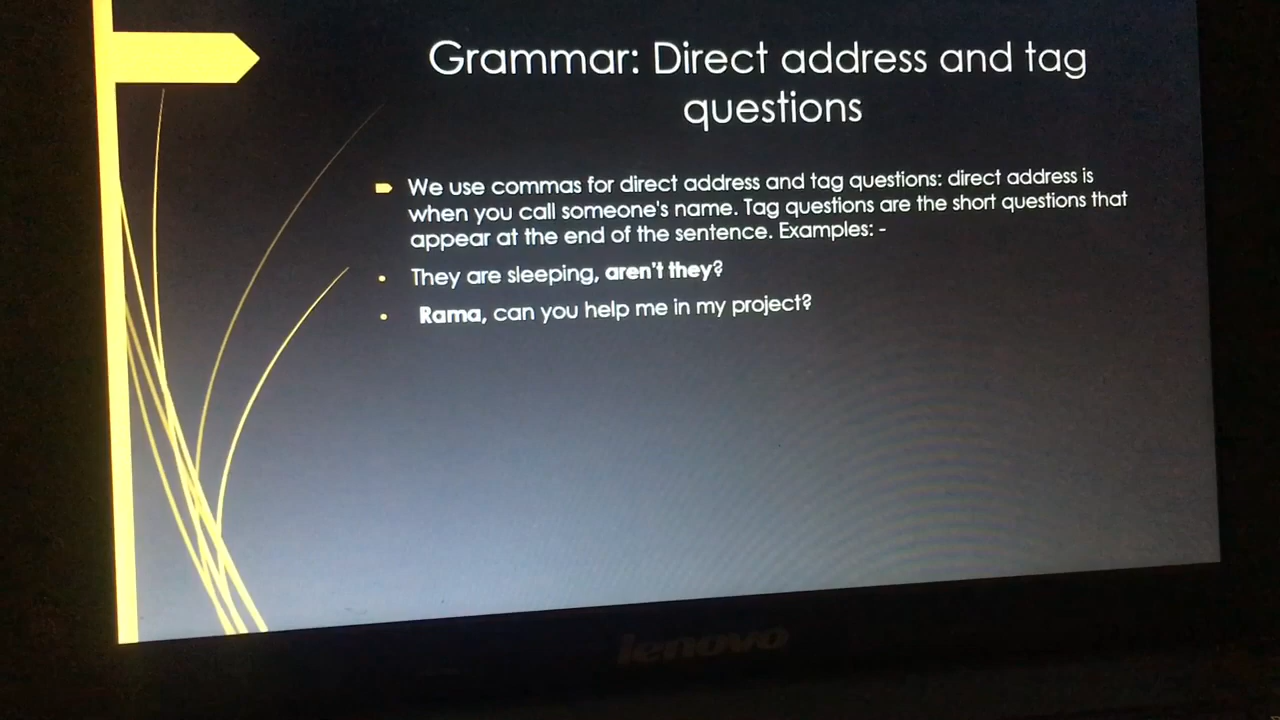 Grammar: Direct address and tag
questions
We use commas for direct address and tag questions: direct address is
when you call someone's name. Tag questions are the short questions that
appear at the end of the sentence. Examples: -
They are sleeping, aren't they?
Rama, can you help me in my project?
lenovo